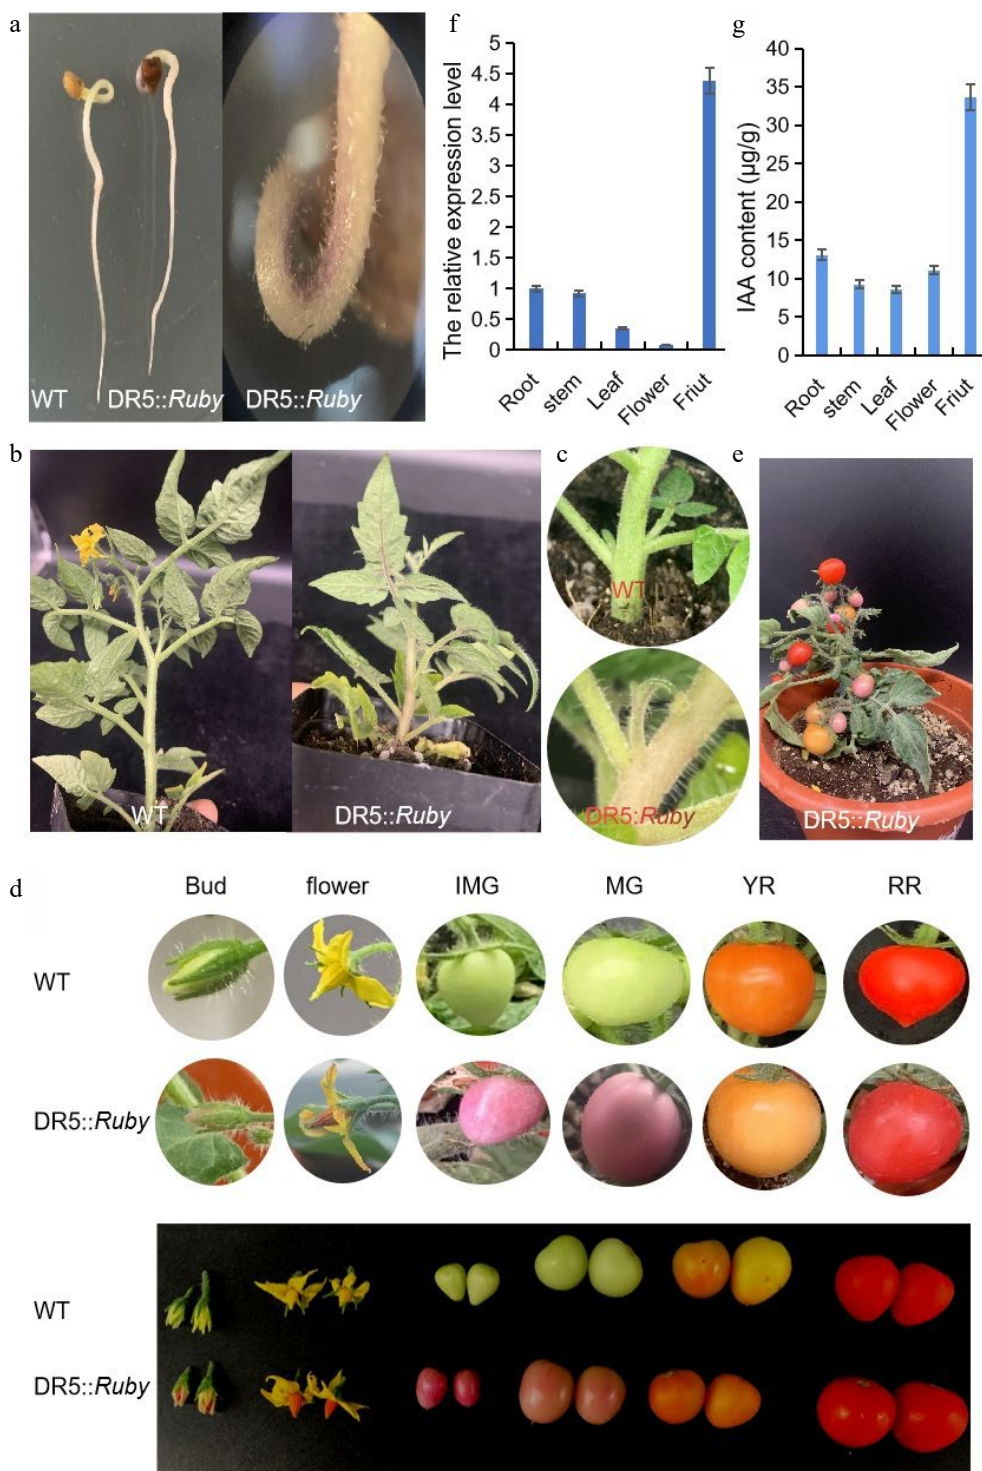 a
WT
DR5::Ruby
DR5::Ruby
f
The relative expression level
5
4.5
4
3.5
3
2.5
2
1.5
1
0.5
0
Root
stem
Leaf
Flower
Friut
g
IAA content (µg/g)
40
35
30
25
20
15
10
5
0
Root
stem
Leaf
Flower
Friut
b
WT
DR5::Ruby
c
WT
DR5:Ruby
e
DR5::Ruby
d
Bud flower IMG MG YR RR
WT
DR5::Ruby
WT
DR5::Ruby